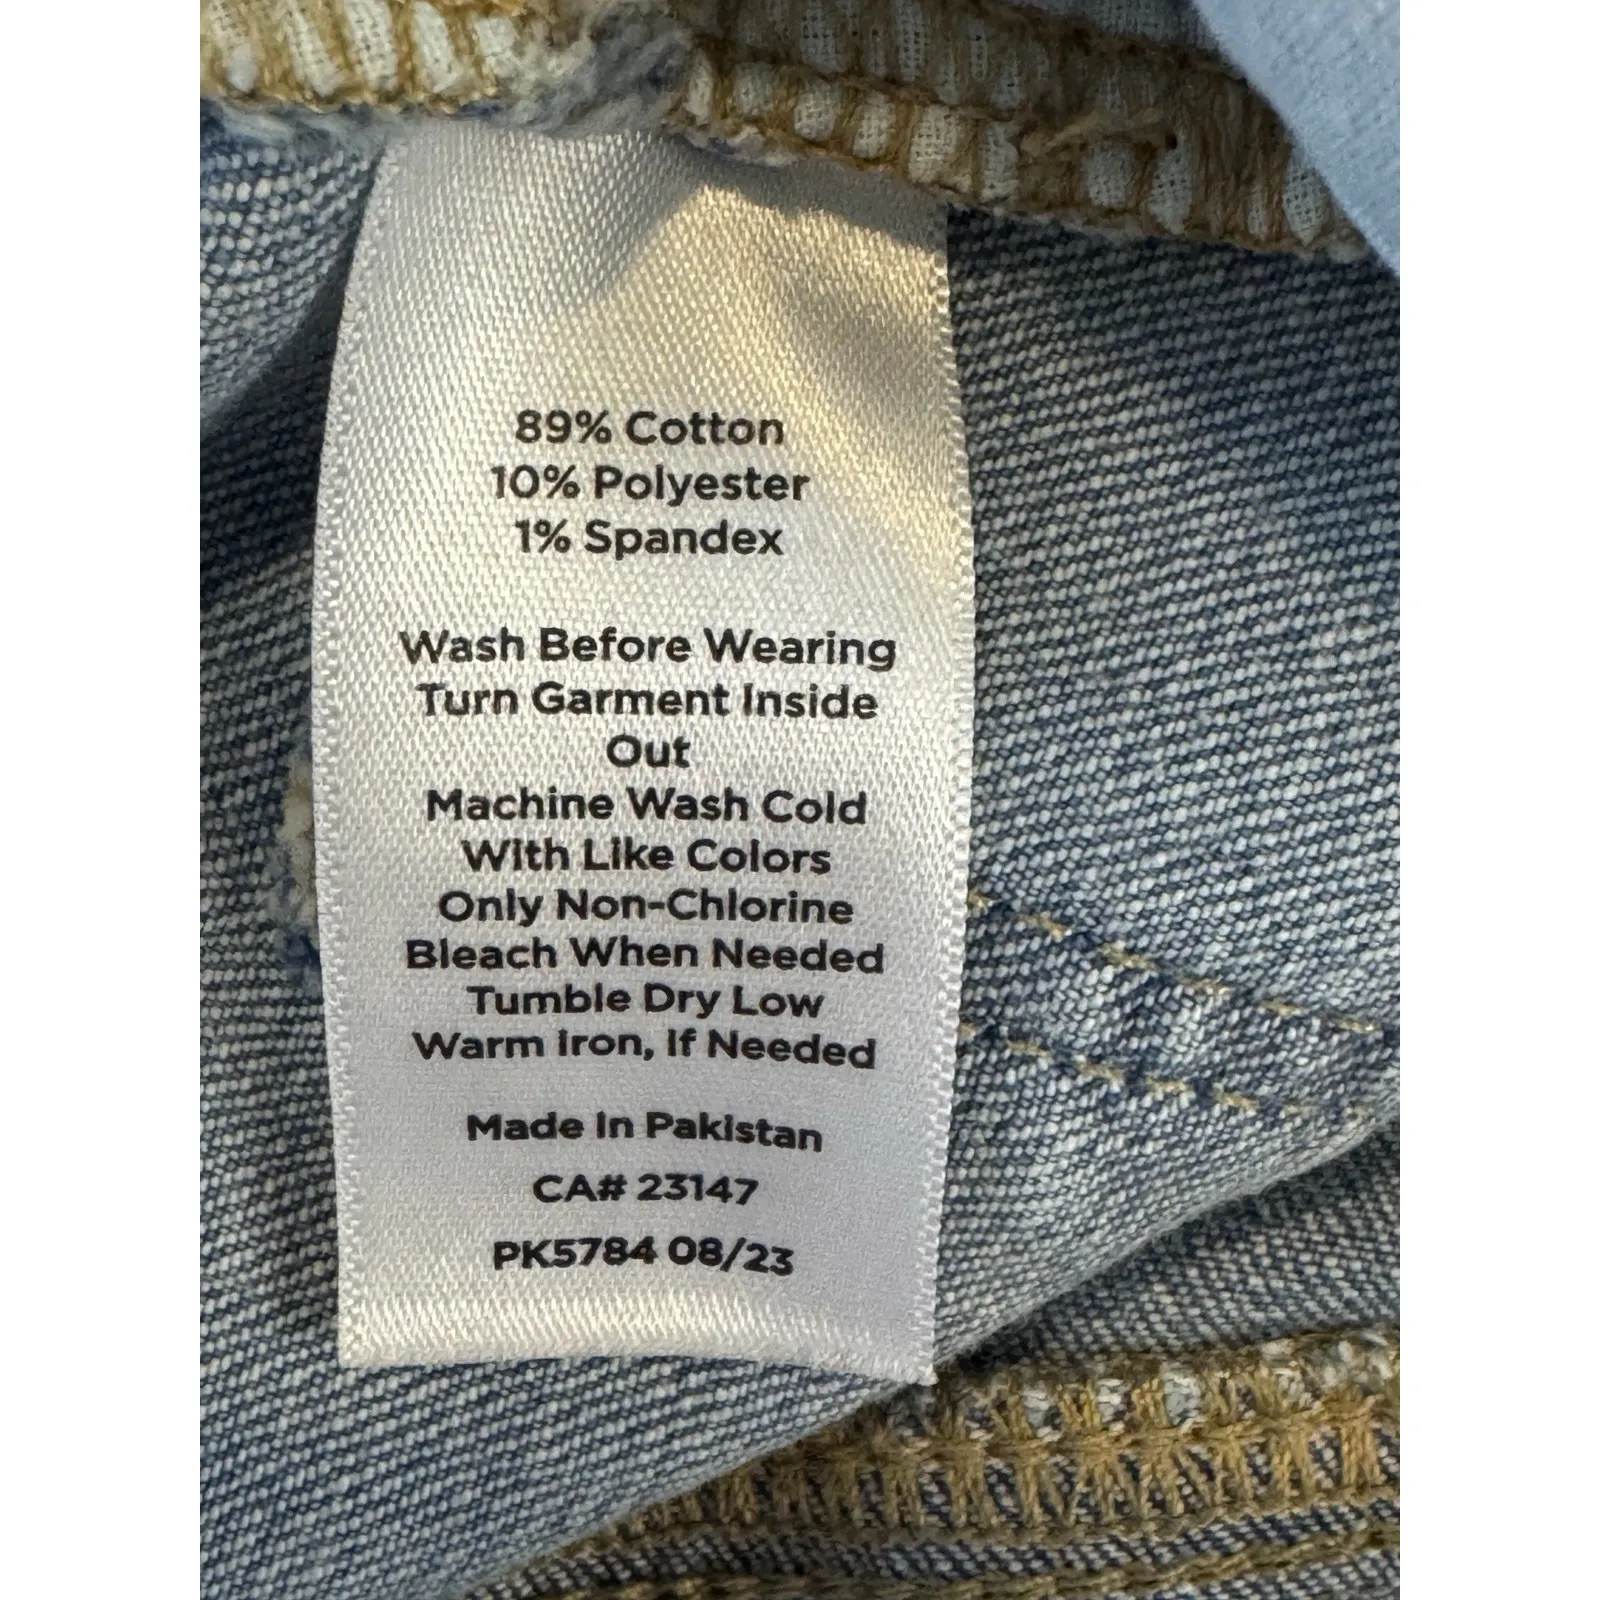 89% Cotton
10% Polyester
1% Spandex
Wash Before Wearing
Turn Garment Inside
Out
Machine Wash Cold
With Like Colors
Only Non-Chlorine
Bleach When Needed
Tumble Dry Low
Warm Iron, If Needed
Made In Pakistan
CA# 23147
PK5784 08/23